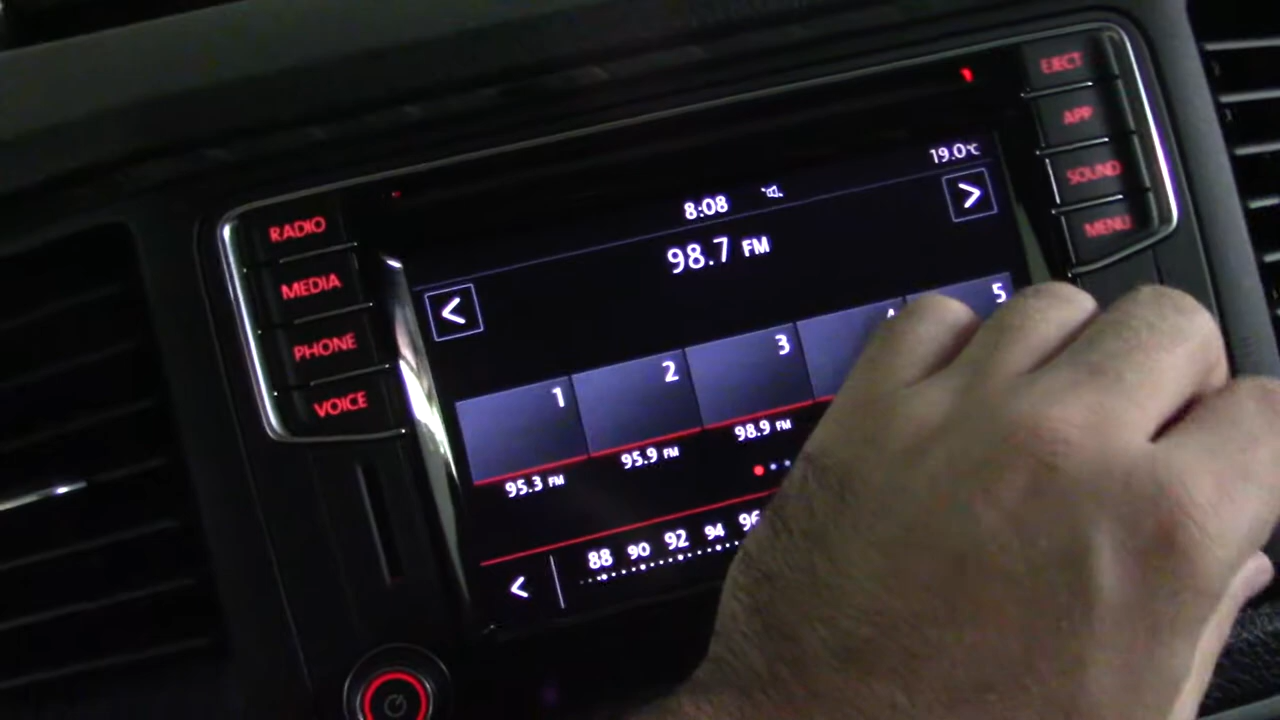 RADIO
MEDIA
PHONE
VOICE
EJECT
APP
SOUND
MENU
19.0°C
8:08
98.7 FM
<
>
1
2
3
5
95.3 FM
95.9 FM
98.9 FM
<
88 90 92 94